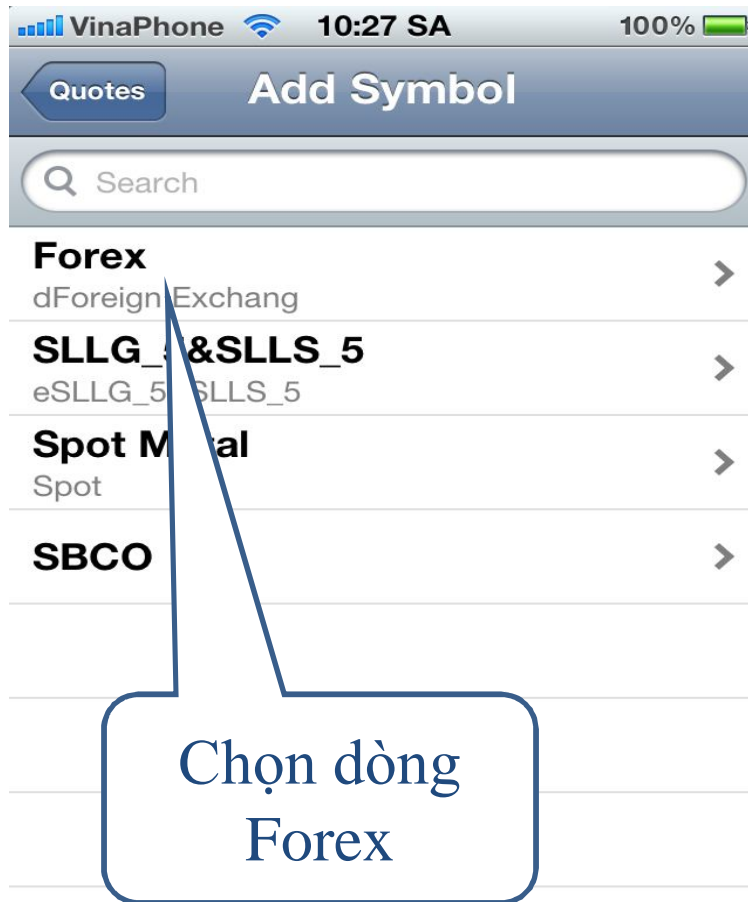 VinaPhone 10:27 SA 100%
Quotes Add Symbol
Search
Forex
dForeign Exchang
SLLG_5&SLLS_5
eSLLG_5 SLLS_5
Spot M al
Spot
SBCO
Chọn dòng
Forex